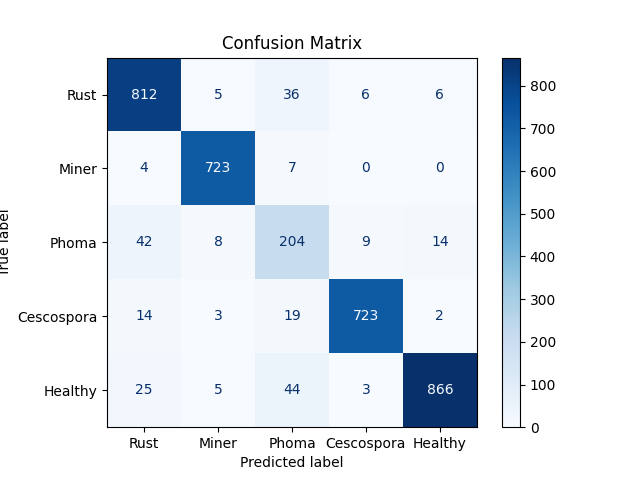 Confusion Matrix
True label
Rust 812 5 36 6 6
Miner 4 723 7 0 0
Phoma 42 8 204 9 14
Cescospora 14 3 19 723 2
Healthy 25 5 44 3 866
Rust Miner Phoma Cescospora Healthy
Predicted label
800
700
600
500
400
300
200
100
0